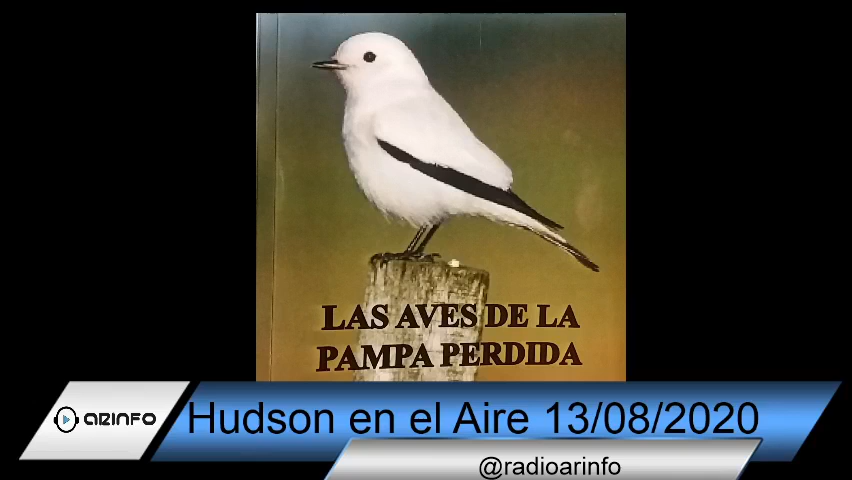 LAS AVES DE LA
PAMPA PERDIDA
ARINFO
Hudson en el Aire 13/08/2020
@radioarinfo